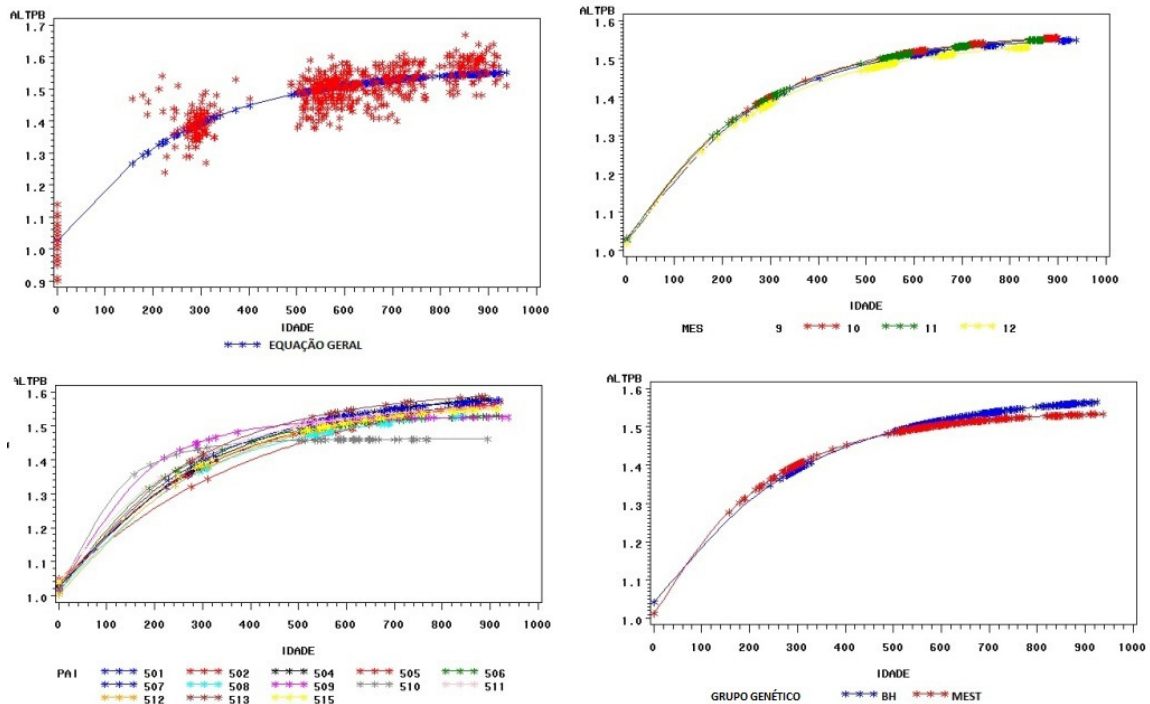 ALTPB
1.7
1.6
1.5
1.4
1.3
1.2
1.1
1.0
0.9
0 100 200 300 400 500 600 700 800 900 1000
IDADE
EQUAÇÃO GERAL
ALTPB
1.6
1.5
1.4
1.3
1.2
1.1
1.0
0 100 200 300 400 500 600 700 800 900 1000
IDADE
MES 9 10 11 12
ALTPB
1.6
1.5
1.4
1.3
1.2
1.1
1.0
0 100 200 300 400 500 600 700 800 900 1000
IDADE
PAI 501 502 504 505 506
507 508 509 510 511
512 513 515
ALTPB
1.6
1.5
1.4
1.3
1.2
1.1
1.0
0 100 200 300 400 500 600 700 800 900 1000
IDADE
GRUPO GENÉTICO BH MEST